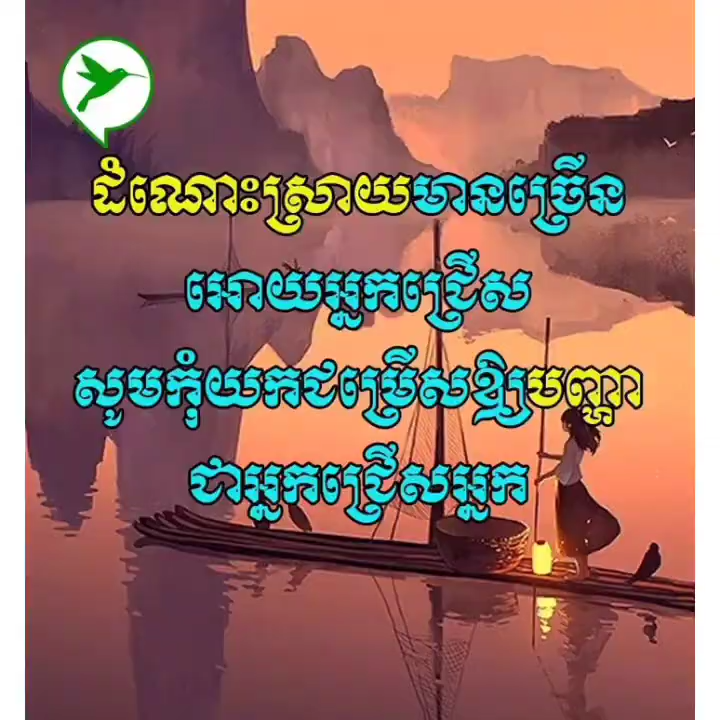 ដំណោះស្រាយមានច្រើន
អោយអ្នកជ្រើស
សូមកុំយកជម្រើសឱ្យបញ្ហា
ជាអ្នកជ្រើសអ្នក